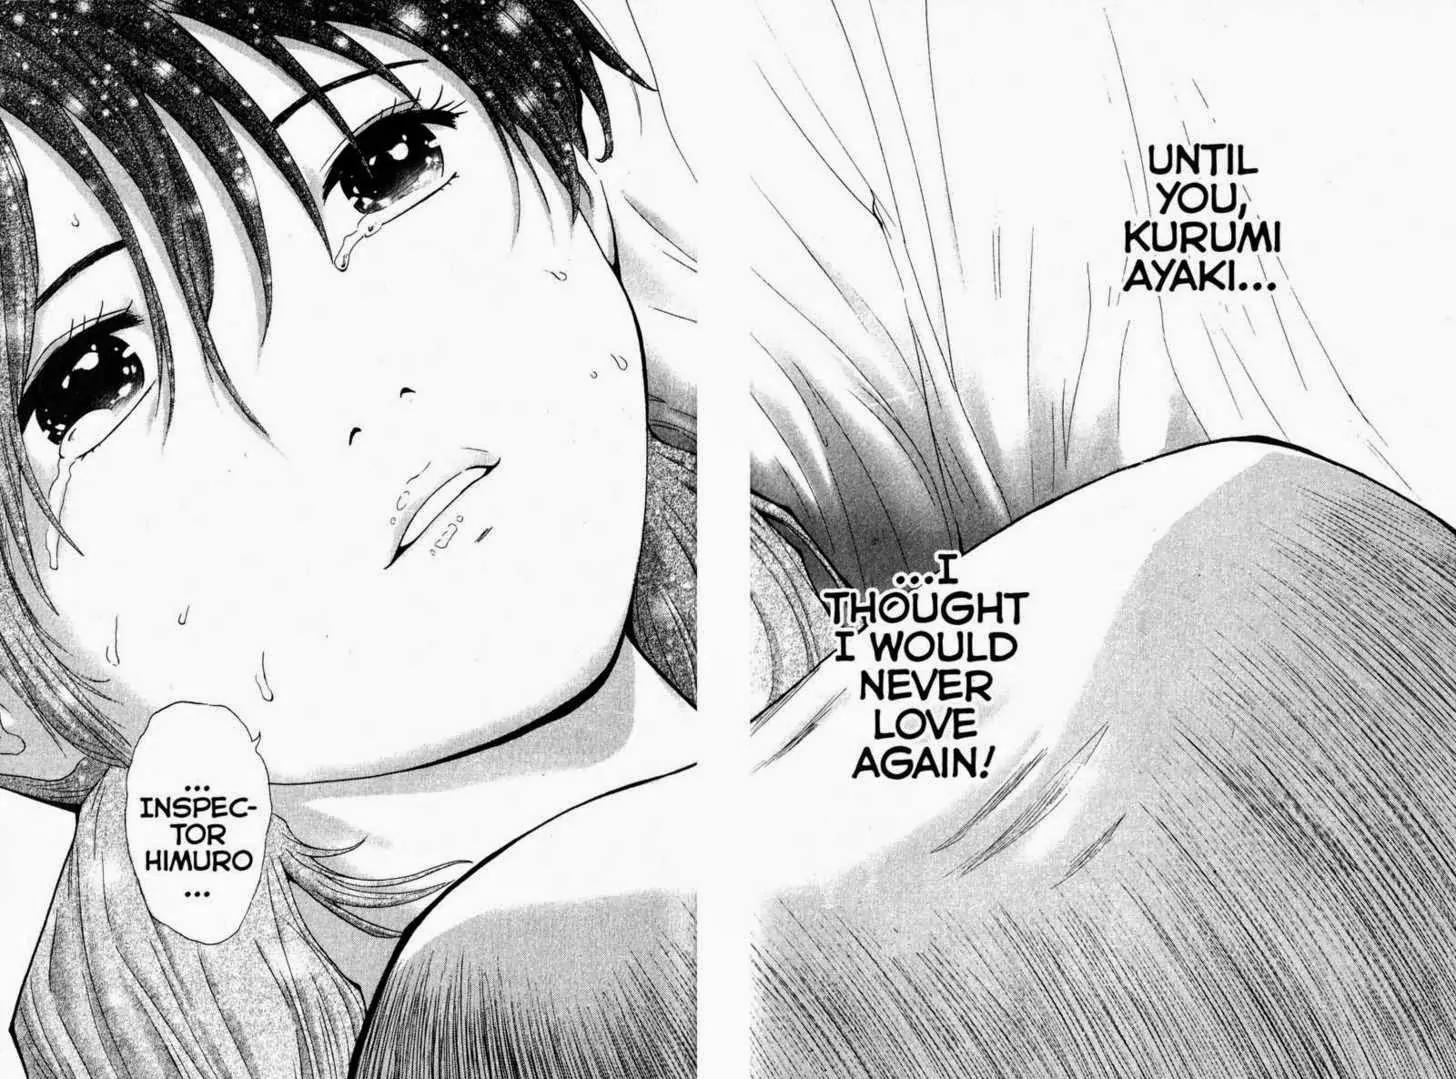 UNTIL
YOU,
KURUMI
AYAKI...
...I
THOUGHT
I WOULD
NEVER
LOVE
AGAIN!
...
INSPEC-
TOR
HIMURO
...